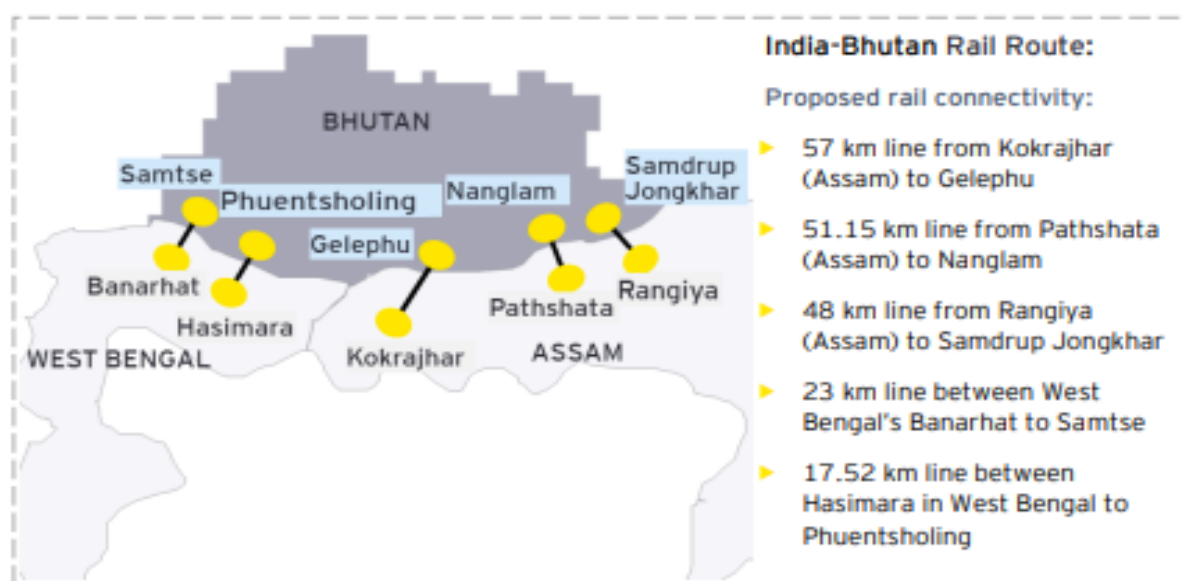 BHUTAN
Samtse
Phuentsholing
Nanglam
Samdrup
Jongkhar
Gelephu
Banarhat
Hasimara
Kokrajhar
Pathshata
Rangiya
WEST BENGAL
ASSAM
India-Bhutan Rail Route:
Proposed rail connectivity:
57 km line from Kokrajhar
(Assam) to Gelephu
51.15 km line from Pathshata
(Assam) to Nanglam
48 km line from Rangiya
(Assam) to Samdrup Jongkhar
23 km line between West
Bengal's Banarhat to Samtse
17.52 km line between
Hasimara in West Bengal to
Phuentsholing